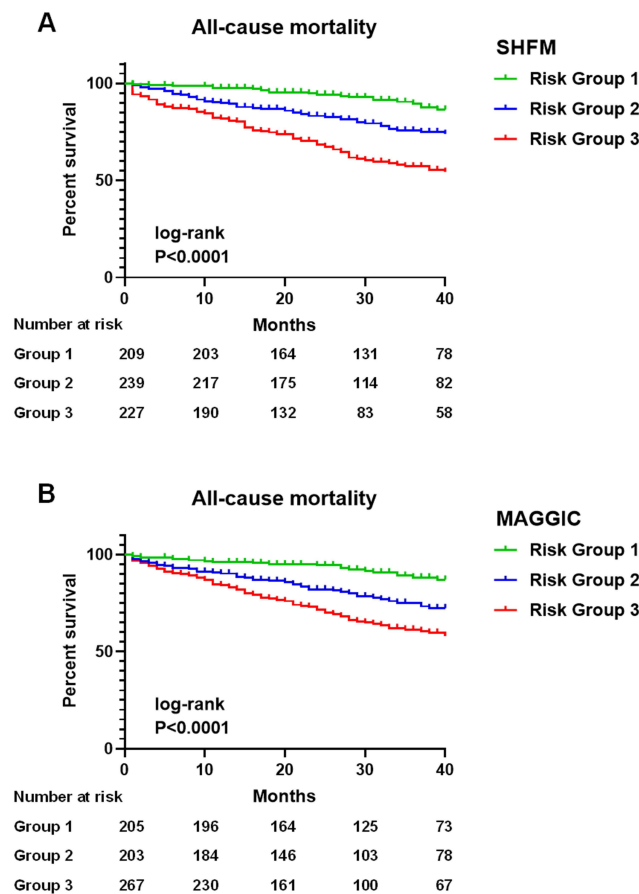 A
All-cause mortality
SHFM
Risk Group 1
Risk Group 2
Risk Group 3
Percent survival
100
50
0
log-rank
P<0.0001
0 10 20 30 40
Number at risk Months
Group 1 209 203 164 131 78
Group 2 239 217 175 114 82
Group 3 227 190 132 83 58
B
All-cause mortality
MAGGIC
Risk Group 1
Risk Group 2
Risk Group 3
Percent survival
100
50
0
log-rank
P<0.0001
0 10 20 30 40
Number at risk Months
Group 1 205 196 164 125 73
Group 2 203 184 146 103 78
Group 3 267 230 161 100 67